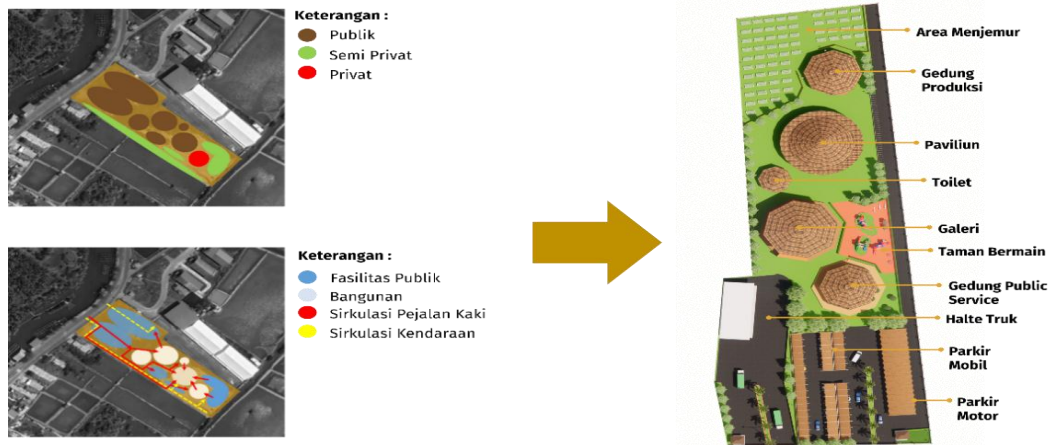 Keterangan :
Publik
Semi Privat
Privat
Keterangan :
Fasilitas Publik
Bangunan
Sirkulasi Pejalan Kaki
Sirkulasi Kendaraan
Area Menjemur
Gedung
Produksi
Paviliun
Toilet
Galeri
Taman Bermain
Gedung Public
Service
Halte Truk
Parkir
Mobil
Parkir
Motor